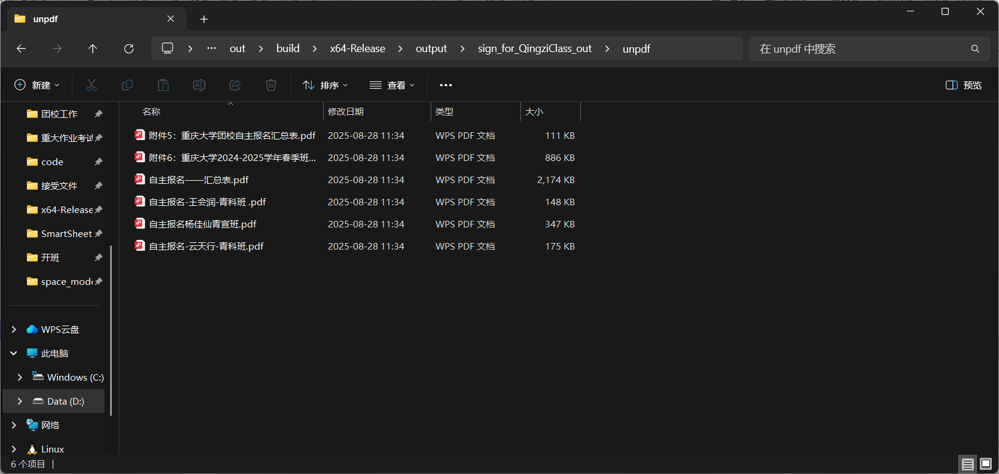 unpdf
··· out build x64-Release output sign_for_QingziClass_out unpdf
在 unpdf 中搜索
新建 排序 查看 ··· 预览
名称 修改日期 类型 大小
团校工作
重大作业考试
code
接受文件
x64-Release
SmartSheet
开班
space_mode
WPS云盘
此电脑
Windows (C:)
Data (D:)
网络
Linux
附件5：重庆大学团校自主报名汇总表.pdf 2025-08-28 11:34 WPS PDF 文档 111 KB
附件6：重庆大学2024-2025学年春季班... 2025-08-28 11:34 WPS PDF 文档 886 KB
自主报名——汇总表.pdf 2025-08-28 11:34 WPS PDF 文档 2,174 KB
自主报名-王会润-青科班 .pdf 2025-08-28 11:34 WPS PDF 文档 148 KB
自主报名杨佳仙青宣班.pdf 2025-08-28 11:34 WPS PDF 文档 347 KB
自主报名-云天行-青科班.pdf 2025-08-28 11:34 WPS PDF 文档 175 KB
6 个项目